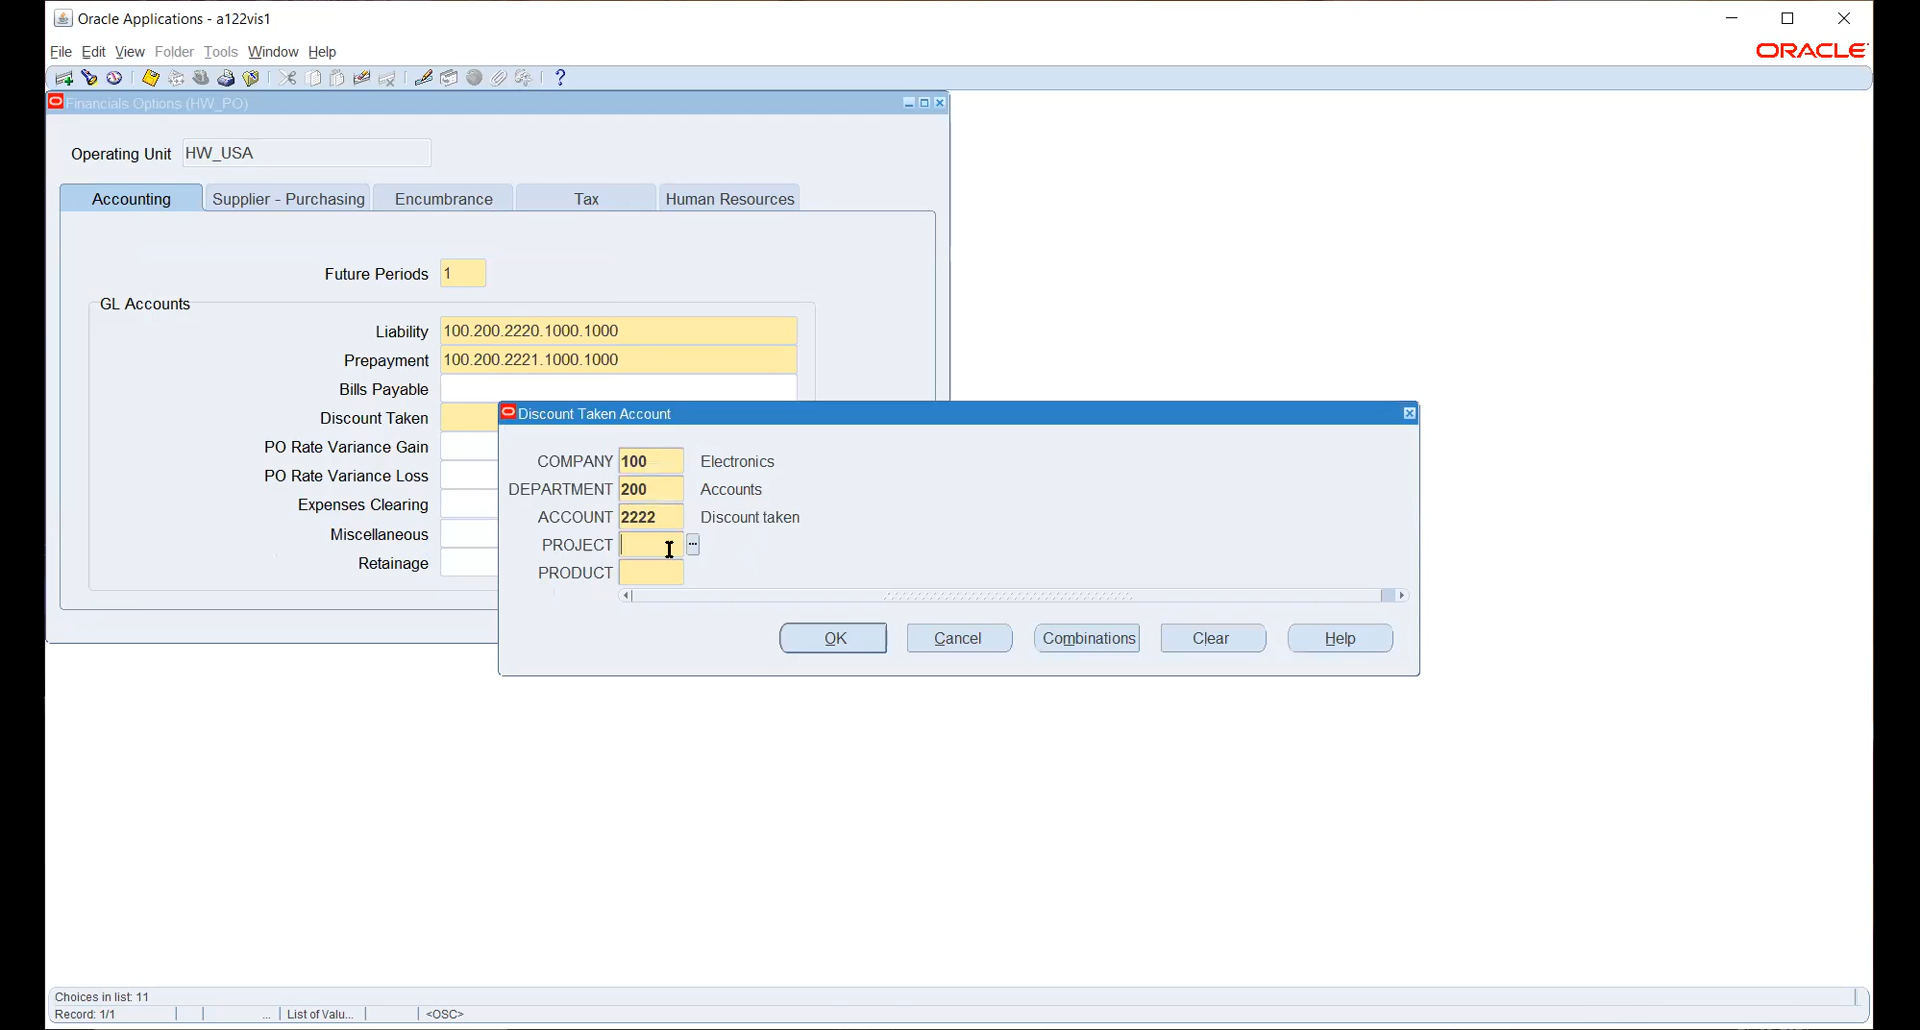 Oracle Applications - a122vis1
File Edit View Folder Tools Window Help
ORACLE
Financials Options (HW_PO)
Operating Unit HW_USA
Accounting Supplier - Purchasing Encumbrance Tax Human Resources
Future Periods 1
GL Accounts
Liability 100.200.2220.1000.1000
Prepayment 100.200.2221.1000.1000
Bills Payable
Discount Taken
PO Rate Variance Gain
PO Rate Variance Loss
Expenses Clearing
Miscellaneous
Retainage
Discount Taken Account
COMPANY 100 Electronics
DEPARTMENT 200 Accounts
ACCOUNT 2222 Discount taken
PROJECT
PRODUCT
OK Cancel Combinations Clear Help
Choices in list: 11
Record: 1/1 ... List of Valu... <OSC>